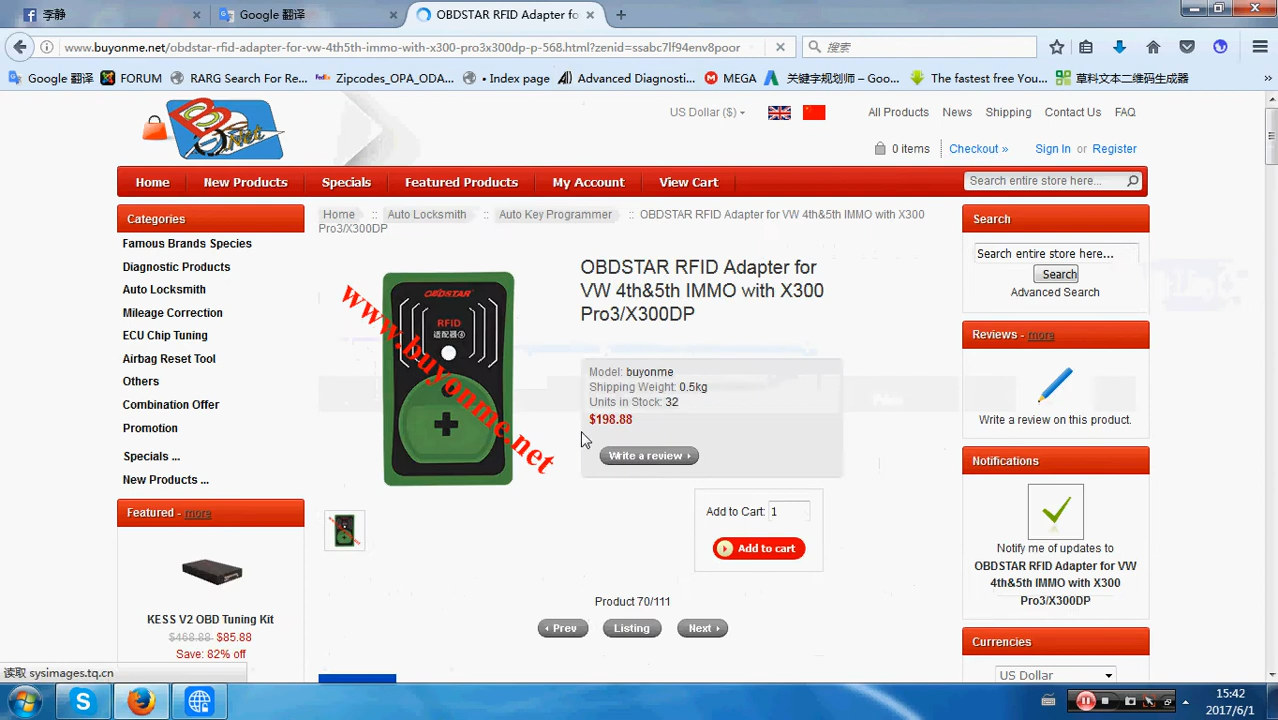 李静
Google 翻译
OBDSTAR RFID Adapter fo
www.buyonme.net/obdstar-rfid-adapter-for-vw-4th5th-immo-with-x300-pro3x300dp-p-568.html?zenid=ssabc7lf94env8poor
搜索
Google 翻译
FORUM
RARG Search For Re...
Zipcodes_OPA_ODA...
• Index page
Advanced Diagnosti...
MEGA
关键字规划师 – Goo...
The fastest free You...
草料文本二维码生成器
US Dollar ($)
All Products
News
Shipping
Contact Us
FAQ
0 items
Checkout »
Sign In or Register
Home
New Products
Specials
Featured Products
My Account
View Cart
Search entire store here...
Categories
Famous Brands Species
Diagnostic Products
Auto Locksmith
Mileage Correction
ECU Chip Tuning
Airbag Reset Tool
Others
Combination Offer
Promotion
Specials ...
New Products ...
Featured - more
KESS V2 OBD Tuning Kit
$468.88 $85.88
Save: 82% off
Home :: Auto Locksmith :: Auto Key Programmer :: OBDSTAR RFID Adapter for VW 4th&5th IMMO with X300
Pro3/X300DP
OBDSTAR
RFID
适配器
www.buyonme.net
OBDSTAR RFID Adapter for
VW 4th&5th IMMO with X300
Pro3/X300DP
Model: buyonme
Shipping Weight: 0.5kg
Units in Stock: 32
$198.88
Write a review
Add to Cart: 1
Add to cart
Product 70/111
Prev
Listing
Next
Search
Search entire store here...
Search
Advanced Search
Reviews - more
Write a review on this product.
Notifications
Notify me of updates to
OBDSTAR RFID Adapter for VW
4th&5th IMMO with X300
Pro3/X300DP
Currencies
US Dollar
读取 sysimages.tq.cn
15:42
2017/6/1